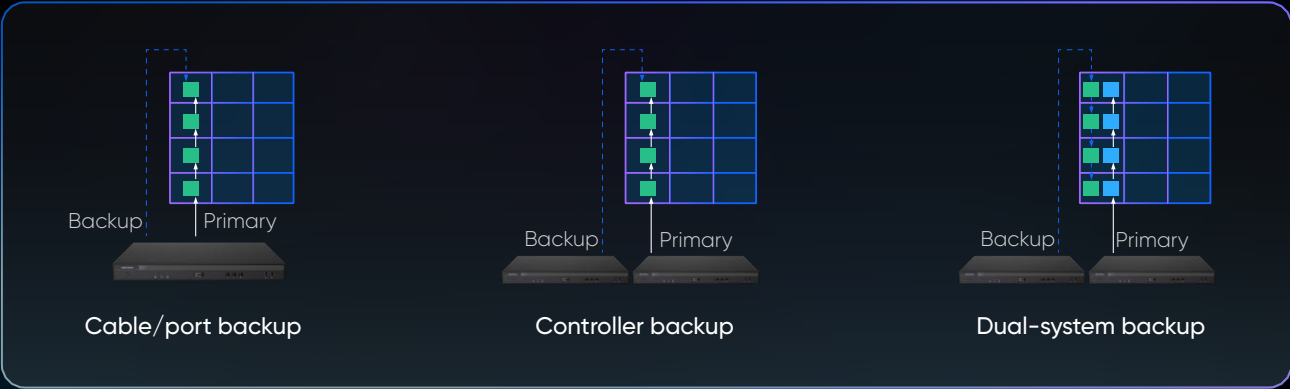 Backup
Primary
Cable/port backup
Backup
Primary
Controller backup
Backup
Primary
Dual-system backup